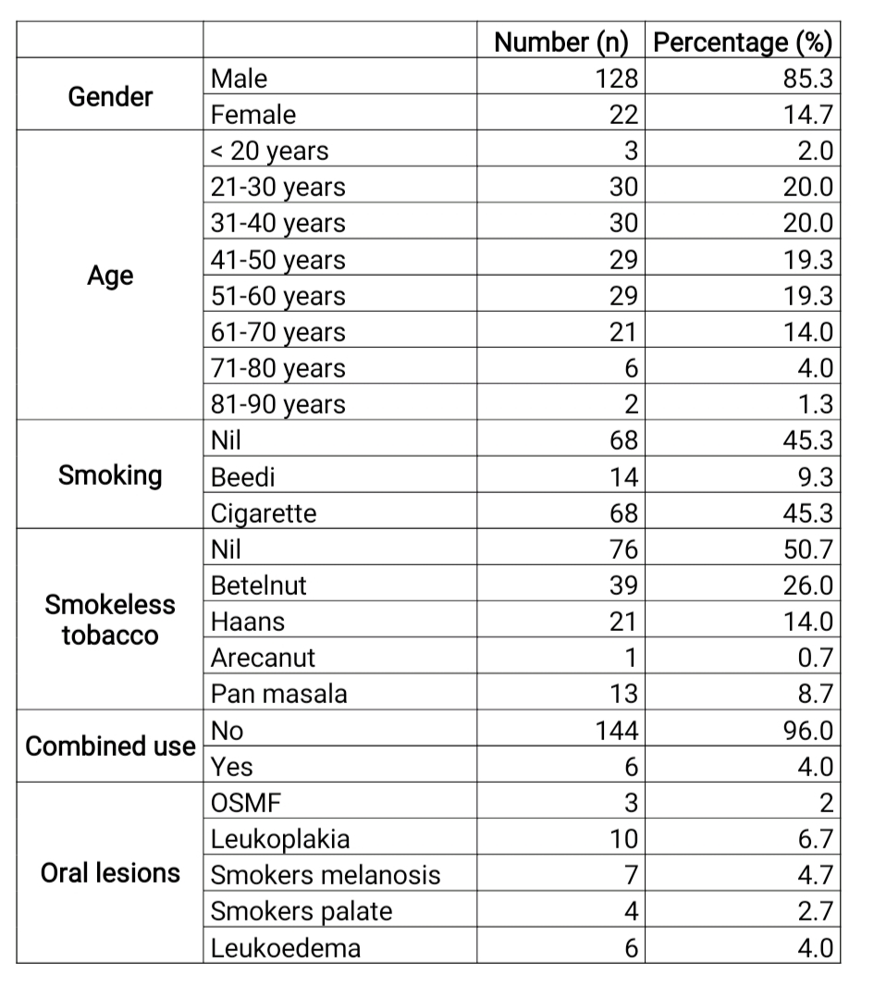 Number (n) Percentage (%)
Gender Male 128 85.3
Female 22 14.7
Age < 20 years 3 2.0
21-30 years 30 20.0
31-40 years 30 20.0
41-50 years 29 19.3
51-60 years 29 19.3
61-70 years 21 14.0
71-80 years 6 4.0
81-90 years 2 1.3
Smoking Nil 68 45.3
Beedi 14 9.3
Cigarette 68 45.3
Smokeless tobacco Nil 76 50.7
Betelnut 39 26.0
Haans 21 14.0
Arecanut 1 0.7
Pan masala 13 8.7
Combined use No 144 96.0
Yes 6 4.0
Oral lesions OSMF 3 2
Leukoplakia 10 6.7
Smokers melanosis 7 4.7
Smokers palate 4 2.7
Leukoedema 6 4.0